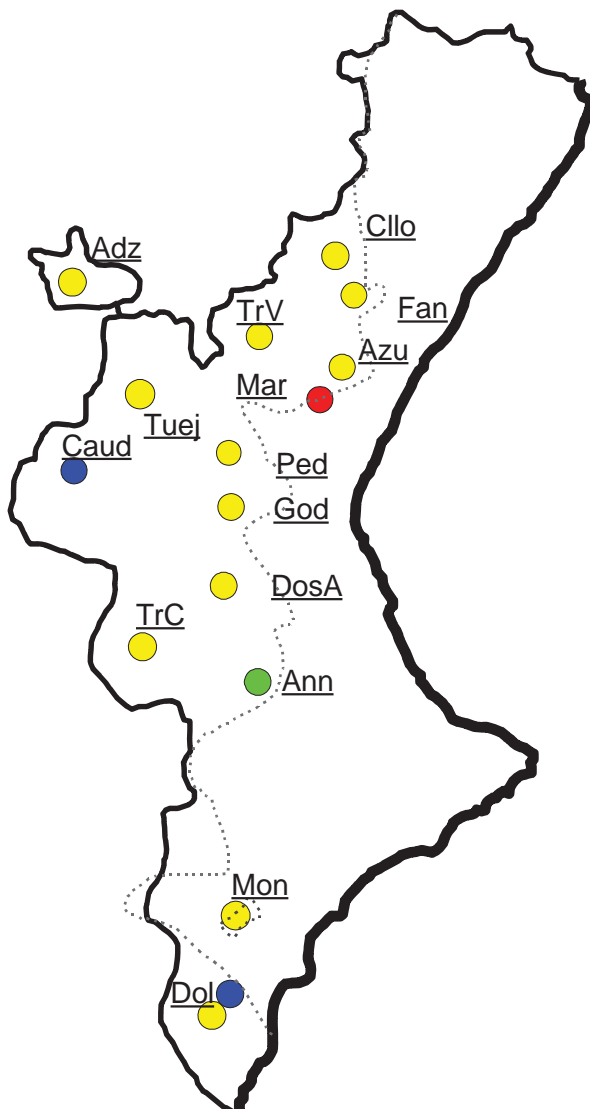 Cllo
Adz
Fan
TrV
Azu
Mar
Tuej
Caud
Ped
God
DosA
TrC
Ann
Mon
Dol